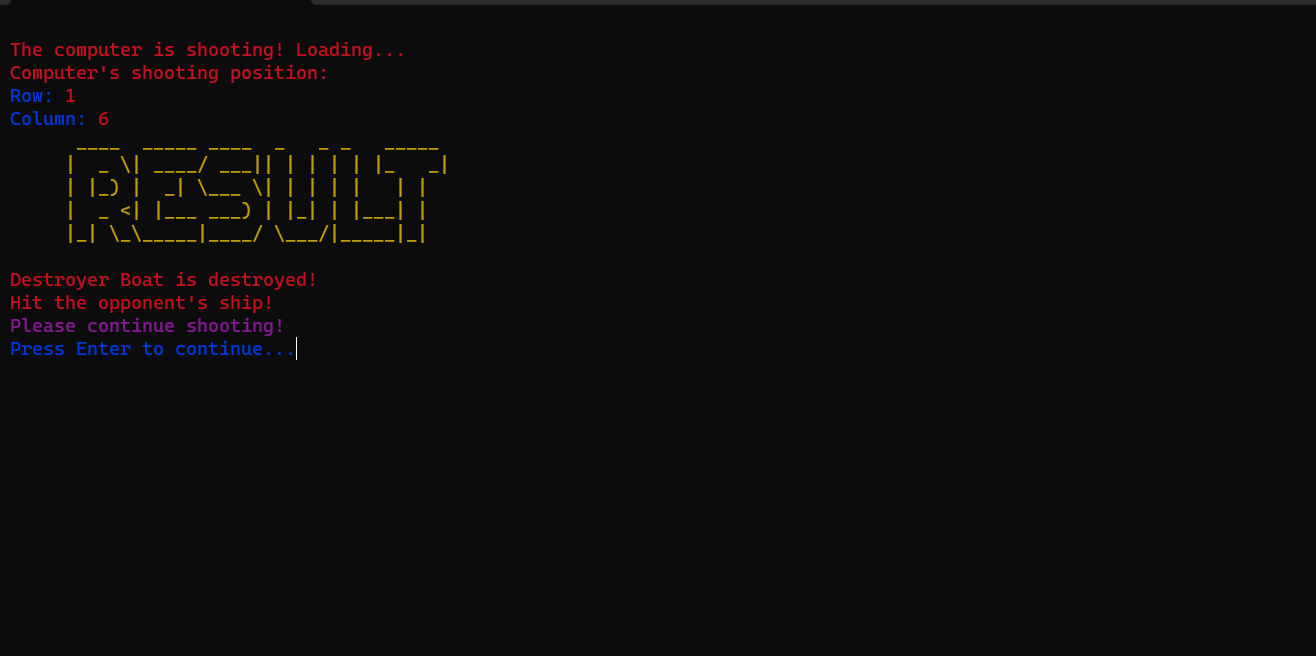 The computer is shooting! Loading...
Computer's shooting position:
Row: 1
Column: 6
RESULT
Destroyer Boat is destroyed!
Hit the opponent's ship!
Please continue shooting!
Press Enter to continue...